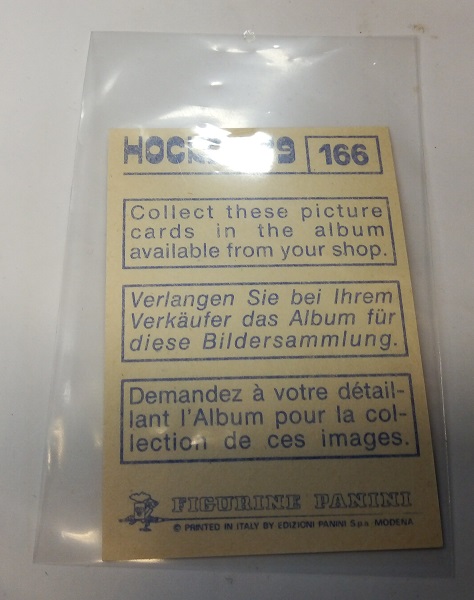 166
Collect these picture
cards in the album
available from your shop.
Verlangen Sie bei Ihrem
Verkäufer das Album für
diese Bildersammlung.
Demandez à votre détail-
lant l'Album pour la col-
lection de ces images.
FIGURINE PANINI
© PRINTED IN ITALY BY EDIZIONI PANINI S.p.a. MODENA